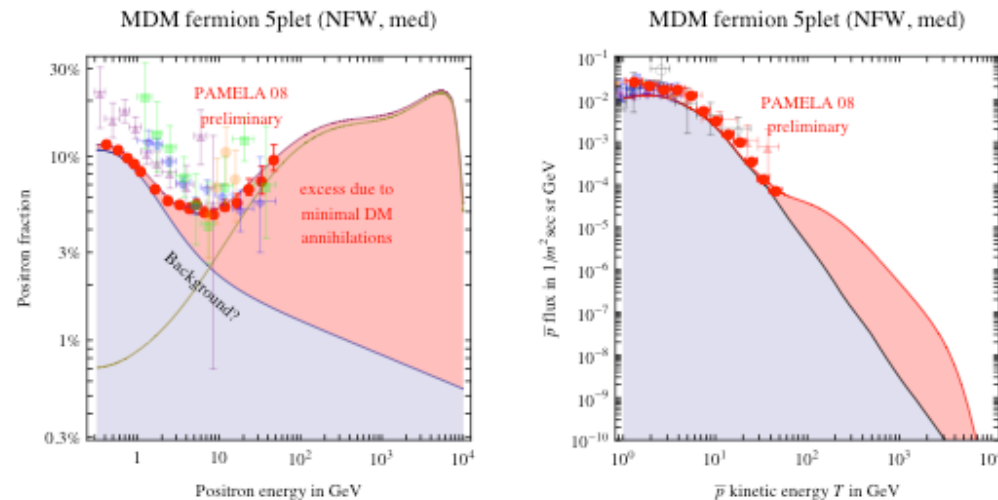 MDM fermion 5plet (NFW, med)
30%
10%
3%
1%
0.3%
Positron fraction
PAMELA 08
preliminary
excess due to
minimal DM
annihilations
Background?
1
10
10²
10³
10⁴
Positron energy in GeV
MDM fermion 5plet (NFW, med)
10⁻¹
10⁻²
10⁻³
10⁻⁴
10⁻⁵
10⁻⁶
10⁻⁷
10⁻⁸
10⁻⁹
10⁻¹⁰
p̅ flux in 1/m² sec sr GeV
PAMELA 08
preliminary
10⁰
10¹
10²
10³
10⁴
p̅ kinetic energy T in GeV